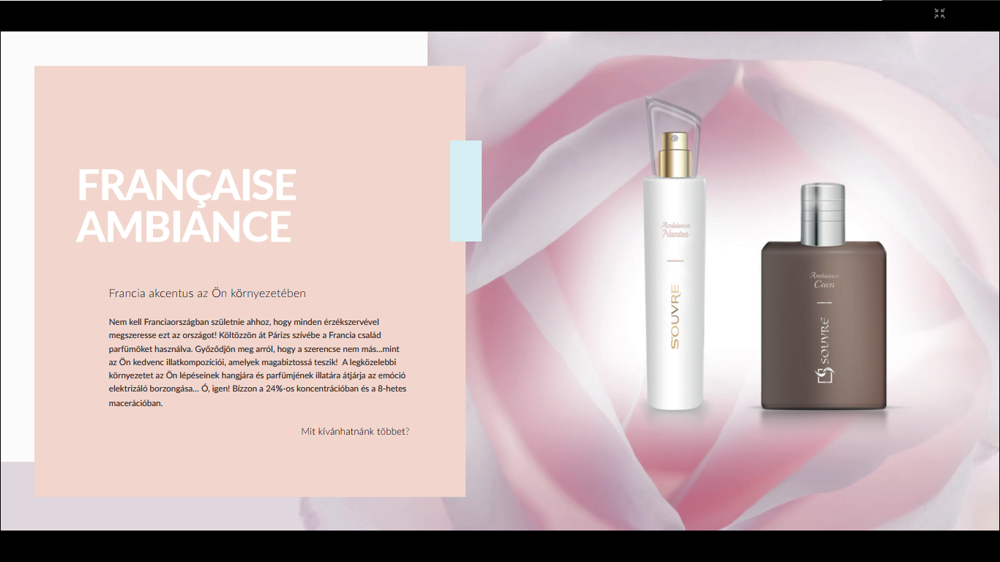 FRANÇAISE
AMBIANCE
Francia akcentus az Ön környezetében
Nem kell Franciaországban születnie ahhoz, hogy minden érzékszervével
megszeresse ezt az országot! Költözzön át Párizs szívébe a Francia család
parfümöket használva. Győződjön meg arról, hogy a szerencse nem más...mint
az Ön kedvenc illatkompozíciói, amelyek magabiztossá teszik!  A legközelebbi
környezetet az Ön lépéseinek hangjára és parfümjének illatára átjárja az emóció
elektrizáló borzongása... Ó, igen! Bízzon a 24%-os koncentrációban és a 8-hetes
macerációban.
Mit kívánhatnánk többet?
Ambiance
Nantes
S'OUVRE
Ambiance
Caen
SOUVRE